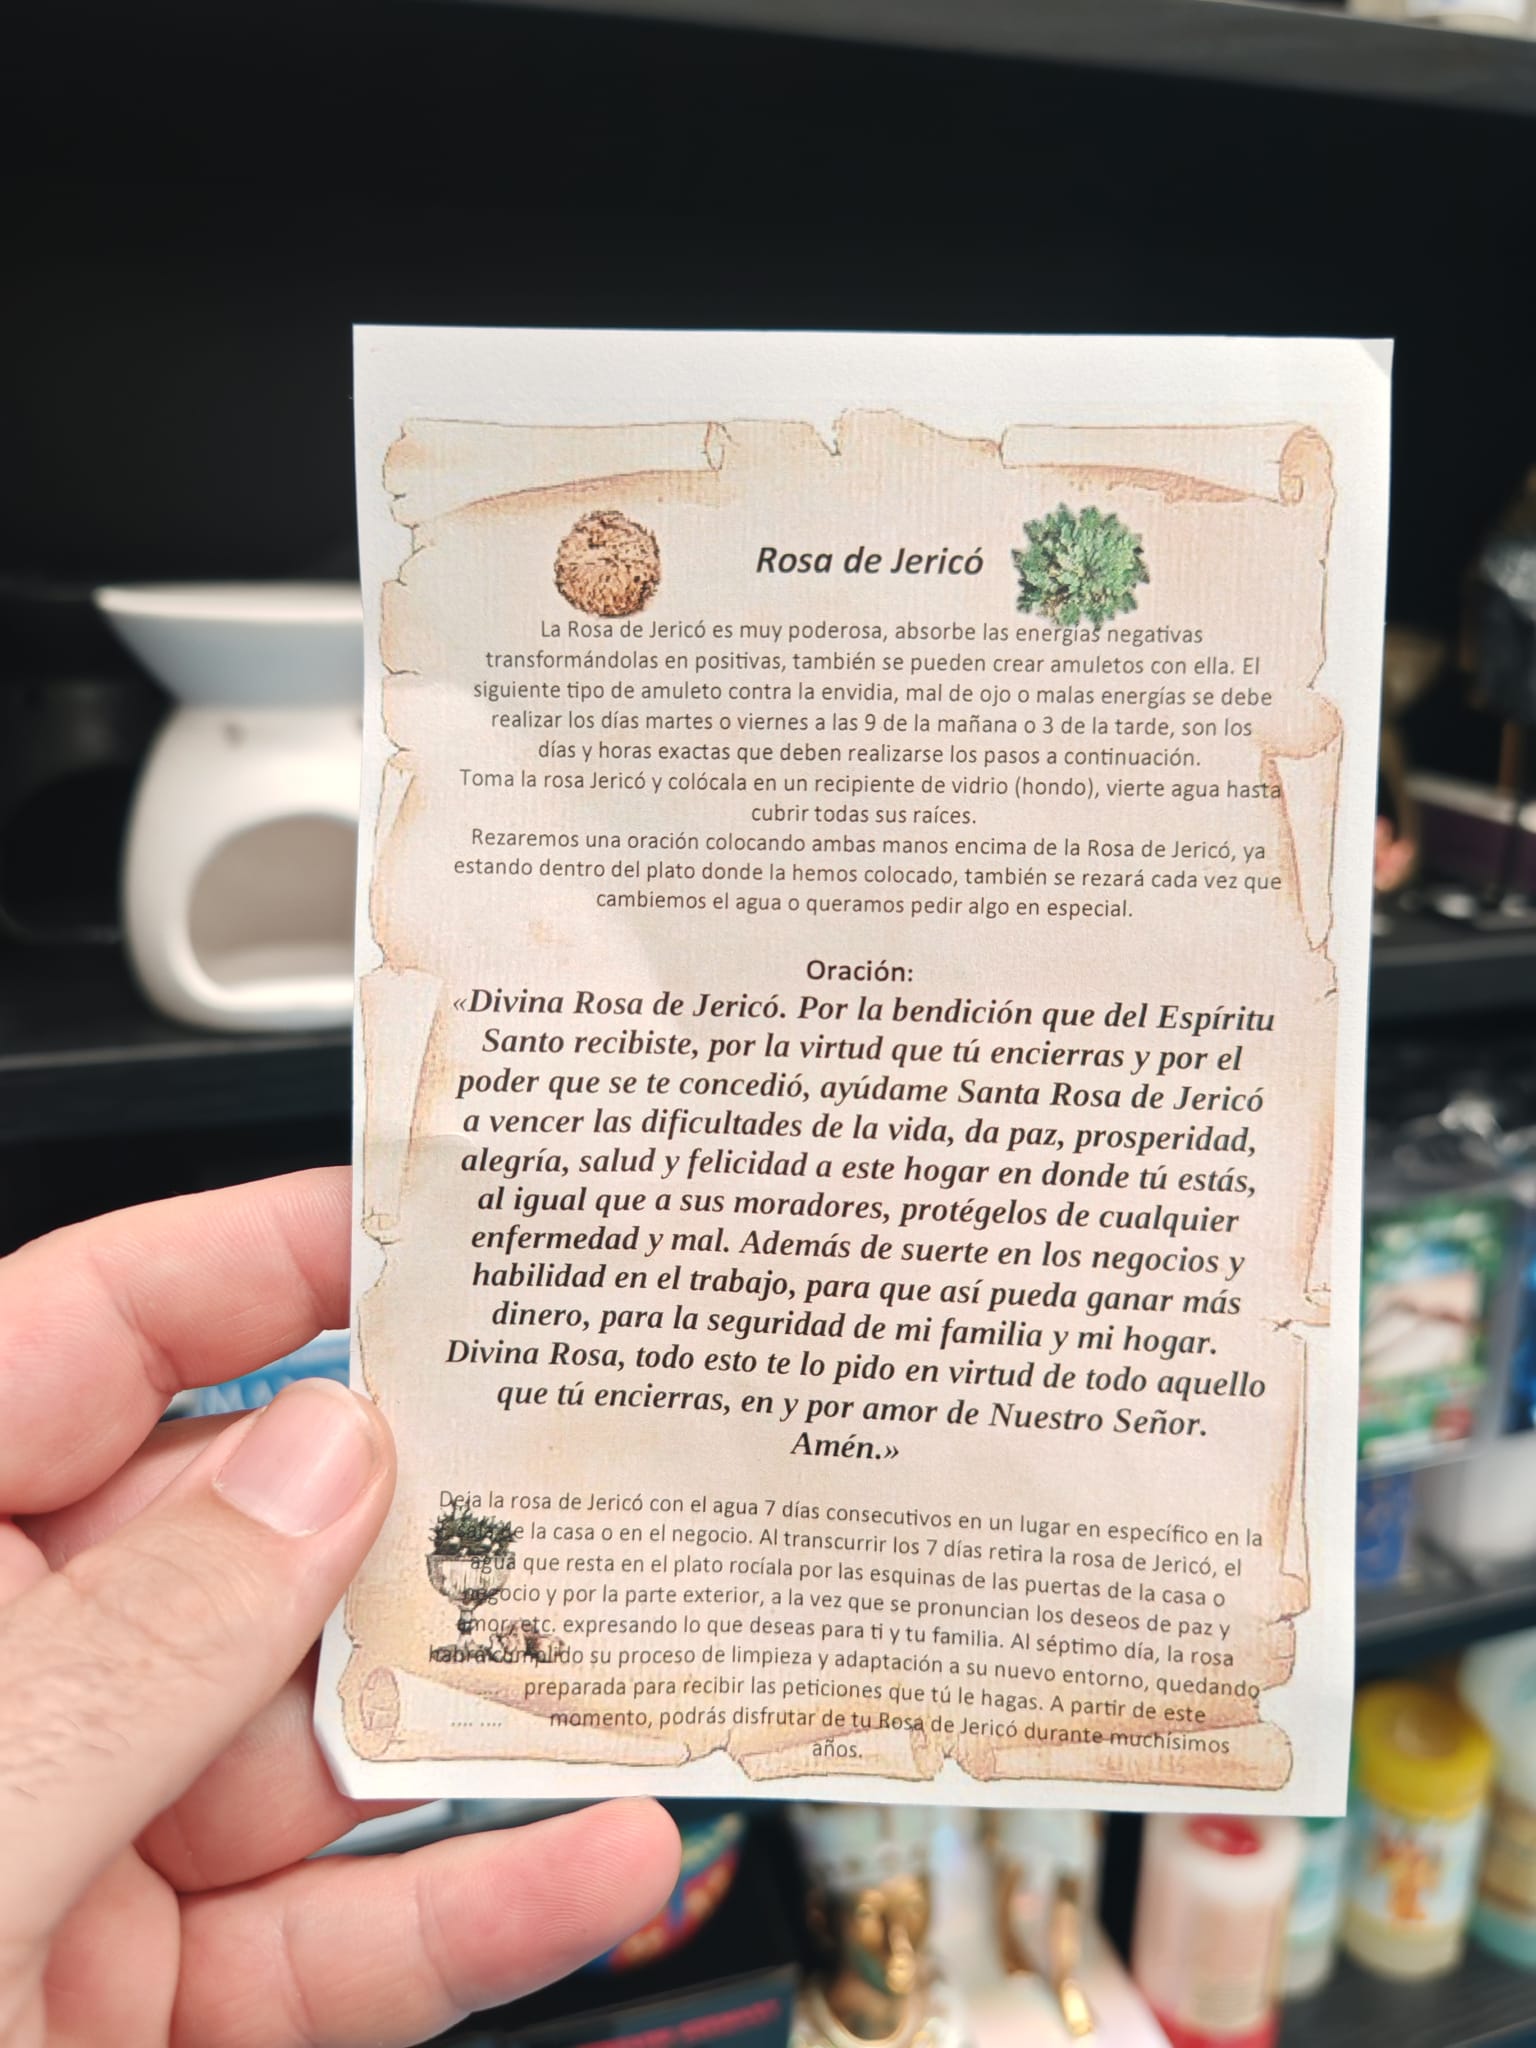 Rosa de Jericó
La Rosa de Jericó es muy poderosa, absorbe las energías negativas
transformándolas en positivas, también se pueden crear amuletos con ella. El
siguiente tipo de amuleto contra la envidia, mal de ojo o malas energías se debe
realizar los días martes o viernes a las 9 de la mañana o 3 de la tarde, son los
días y horas exactas que deben realizarse los pasos a continuación.
Toma la rosa Jericó y colócala en un recipiente de vidrio (hondo), vierte agua hasta
cubrir todas sus raíces.
Rezaremos una oración colocando ambas manos encima de la Rosa de Jericó, ya
estando dentro del plato donde la hemos colocado, también se rezará cada vez que
cambiemos el agua o queramos pedir algo en especial.
Oración:
«Divina Rosa de Jericó. Por la bendición que del Espíritu
Santo recibiste, por la virtud que tú encierras y por el
poder que se te concedió, ayúdame Santa Rosa de Jericó
a vencer las dificultades de la vida, da paz, prosperidad,
alegría, salud y felicidad a este hogar en donde tú estás,
al igual que a sus moradores, protégelos de cualquier
enfermedad y mal. Además de suerte en los negocios y
habilidad en el trabajo, para que así pueda ganar más
dinero, para la seguridad de mi familia y mi hogar.
Divina Rosa, todo esto te lo pido en virtud de todo aquello
que tú encierras, en y por amor de Nuestro Señor.
Amén.»
Deja la rosa de Jericó con el agua 7 días consecutivos en un lugar en específico en la
sala de la casa o en el negocio. Al transcurrir los 7 días retira la rosa de Jericó, el
agua que resta en el plato rocíala por las esquinas de las puertas de la casa o
negocio y por la parte exterior, a la vez que se pronuncian los deseos de paz y
amor, etc. expresando lo que deseas para ti y tu familia. Al séptimo día, la rosa
habrá cumplido su proceso de limpieza y adaptación a su nuevo entorno, quedando
preparada para recibir las peticiones que tú le hagas. A partir de este
momento, podrás disfrutar de tu Rosa de Jericó durante muchísimos
años.